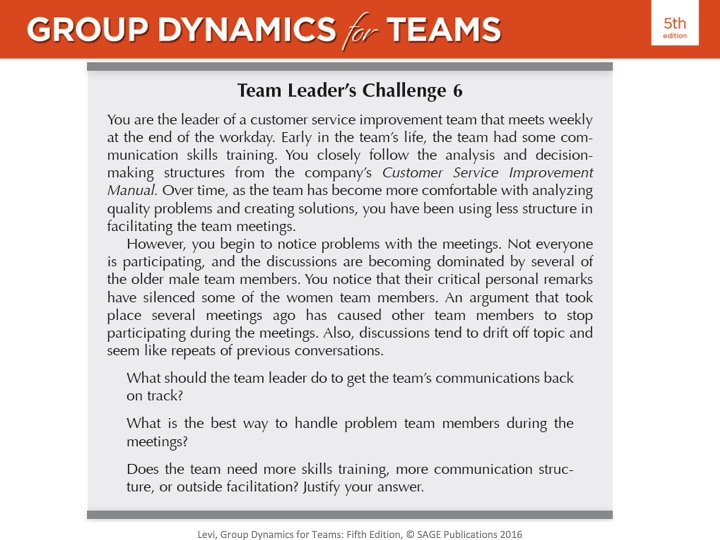 GROUP DYNAMICS for TEAMS
5th
edition
Team Leader's Challenge 6
You are the leader of a customer service improvement team that meets weekly
at the end of the workday. Early in the team's life, the team had some com-
munication skills training. You closely follow the analysis and decision-
making structures from the company's Customer Service Improvement
Manual. Over time, as the team has become more comfortable with analyzing
quality problems and creating solutions, you have been using less structure in
facilitating the team meetings.
However, you begin to notice problems with the meetings. Not everyone
is participating, and the discussions are becoming dominated by several of
the older male team members. You notice that their critical personal remarks
have silenced some of the women team members. An argument that took
place several meetings ago has caused other team members to stop
participating during the meetings. Also, discussions tend to drift off topic and
seem like repeats of previous conversations.
What should the team leader do to get the team's communications back
on track?
What is the best way to handle problem team members during the
meetings?
Does the team need more skills training, more communication struc-
ture, or outside facilitation? Justify your answer.
Levi, Group Dynamics for Teams: Fifth Edition, © SAGE Publications 2016